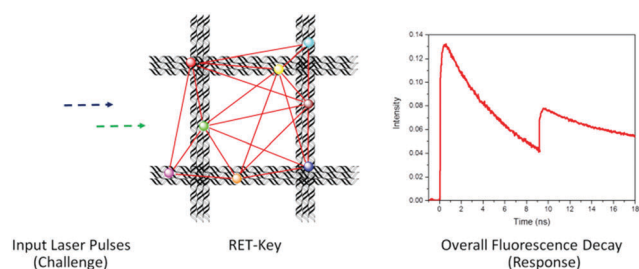 0.14
0.12
0.10
0.08
0.06
0.04
0.02
0.00
Intensity
0 2 4 6 8 10 12 14 16 18
Time (ns)
Input Laser Pulses
(Challenge)
RET-Key
Overall Fluorescence Decay
(Response)